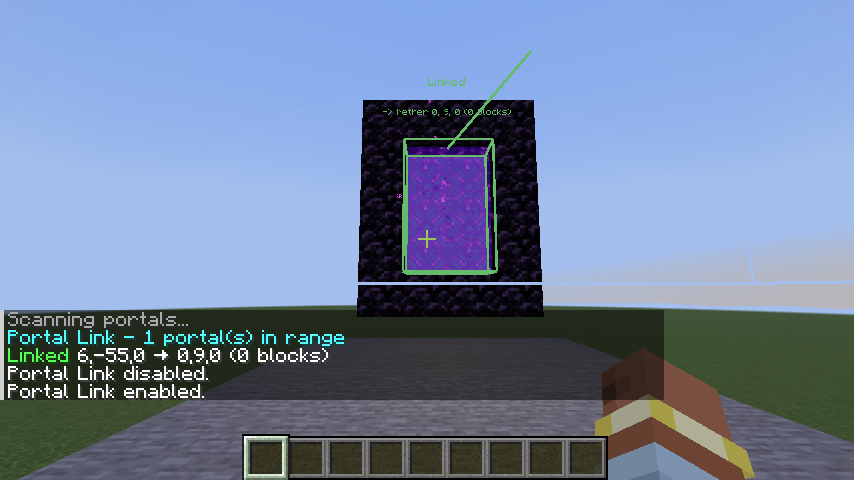 Linked
-> nether 0, 9, 0 (0 blocks)
Scanning portals...
Portal Link - 1 portal(s) in range
Linked 6,-55,0 → 0,9,0 (0 blocks)
Portal Link disabled.
Portal Link enabled.